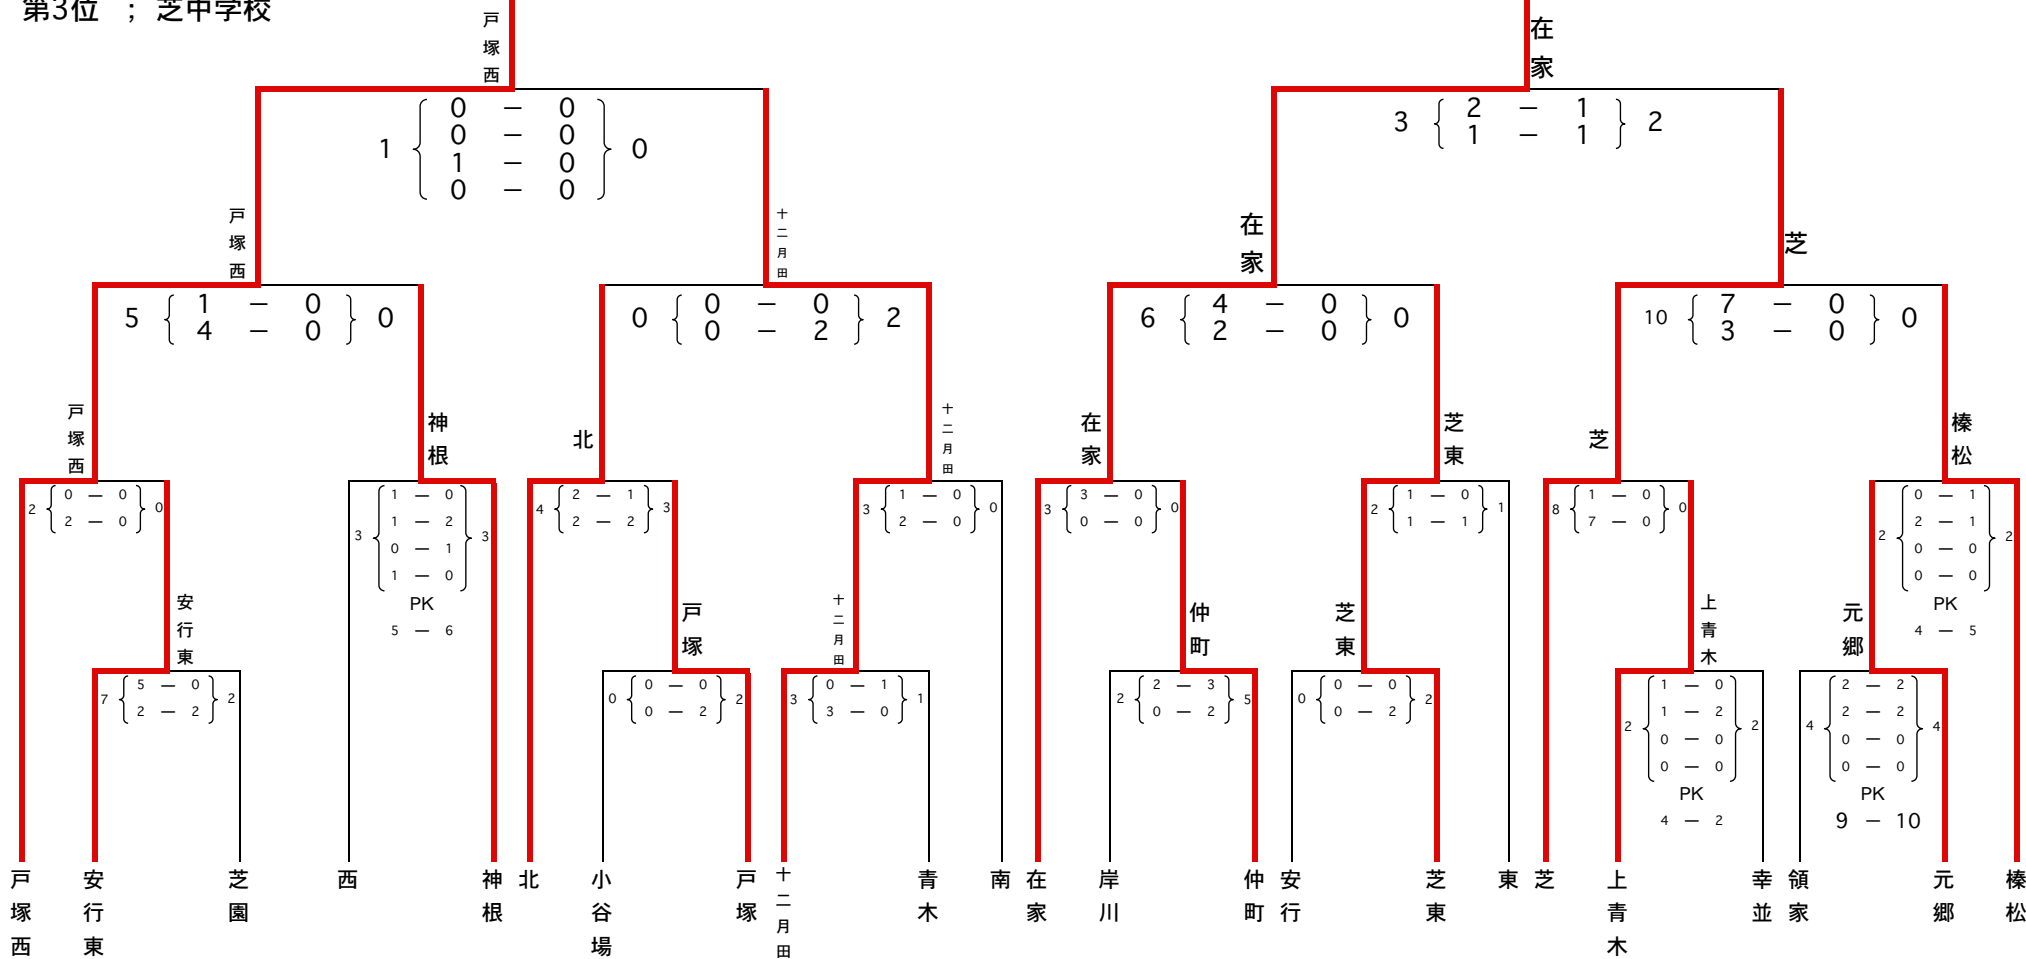 第3位 ; 芝中学校
戸塚西
在家
0 － 0
0 － 0
1 － 0
0 － 0
1 0
2 － 1
1 － 1
3 2
戸塚西
十二月田
在家
芝
1 － 0
4 － 0
5 0
0 － 0
0 － 2
0 2
4 － 0
2 － 0
6 0
7 － 0
3 － 0
10 0
戸塚西
神根
北
十二月田
在家
芝東
芝
榛松
0 － 0
2 － 0
2 0
1 － 0
1 － 2
0 － 1
1 － 0
3 3
PK
5 － 6
2 － 1
2 － 2
4 3
1 － 0
2 － 0
3 0
3 － 0
0 － 0
3 0
1 － 0
1 － 1
2 1
1 － 0
7 － 0
8 0
0 － 1
2 － 1
0 － 0
0 － 0
2 2
PK
4 － 5
安行東
戸塚
十二月田
仲町
芝東
上青木
元郷
5 － 0
2 － 2
7 2
0 － 0
0 － 2
0 2
0 － 1
3 － 0
3 1
2 － 3
0 － 2
2 5
0 － 0
0 － 2
0 2
1 － 0
1 － 2
0 － 0
0 － 0
2 2
PK
4 － 2
2 － 2
2 － 2
0 － 0
0 － 0
4 4
PK
9 － 10
戸塚西
安行東
芝園
西
神根
北
小谷場
戸塚
十二月田
青木
南
在家
岸川
仲町
安行
芝東
東
芝
上青木
幸並
領家
元郷
榛松